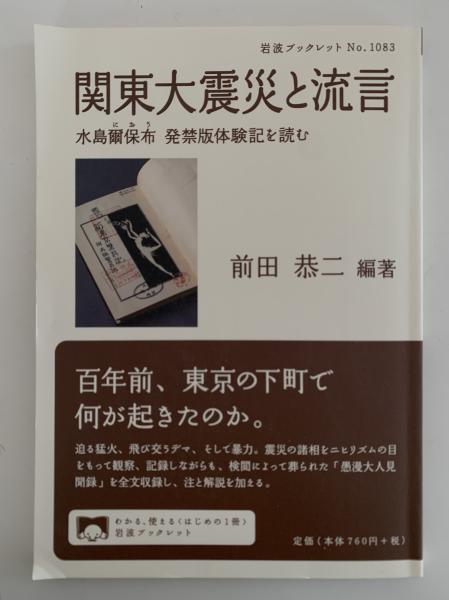 岩波ブックレット No.1083
関東大震災と流言
におう
水島爾保布 発禁版体験記を読む
前田 恭二 編著
百年前、東京の下町で
何が起きたのか。
迫る猛火、飛び交うデマ、そして暴力。震災の諸相をニヒリズムの目
をもって観察、記録しながらも、検閲によって葬られた「愚漫大人見
聞録」を全文収録し、注と解説を加える。
わかる、使える〈はじめの1冊〉
岩波ブックレット
定価(本体760円+税)